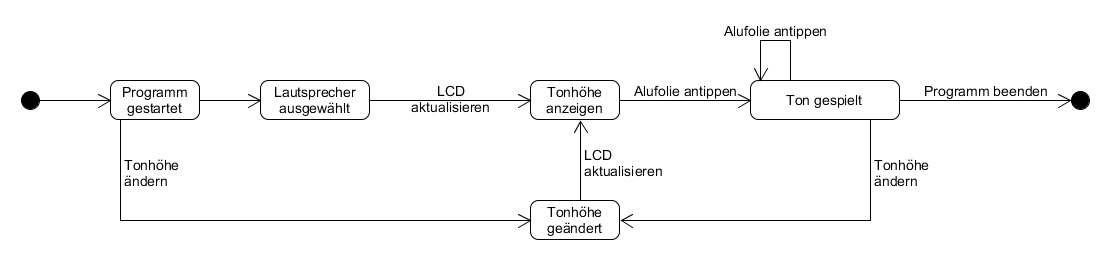 Alufolie antippen
Programm
gestartet
Lautsprecher
ausgewählt
LCD
aktualisieren
Tonhöhe
anzeigen
Alufolie antippen
Ton gespielt
Programm beenden
Tonhöhe
ändern
LCD
aktualisieren
Tonhöhe
ändern
Tonhöhe
geändert